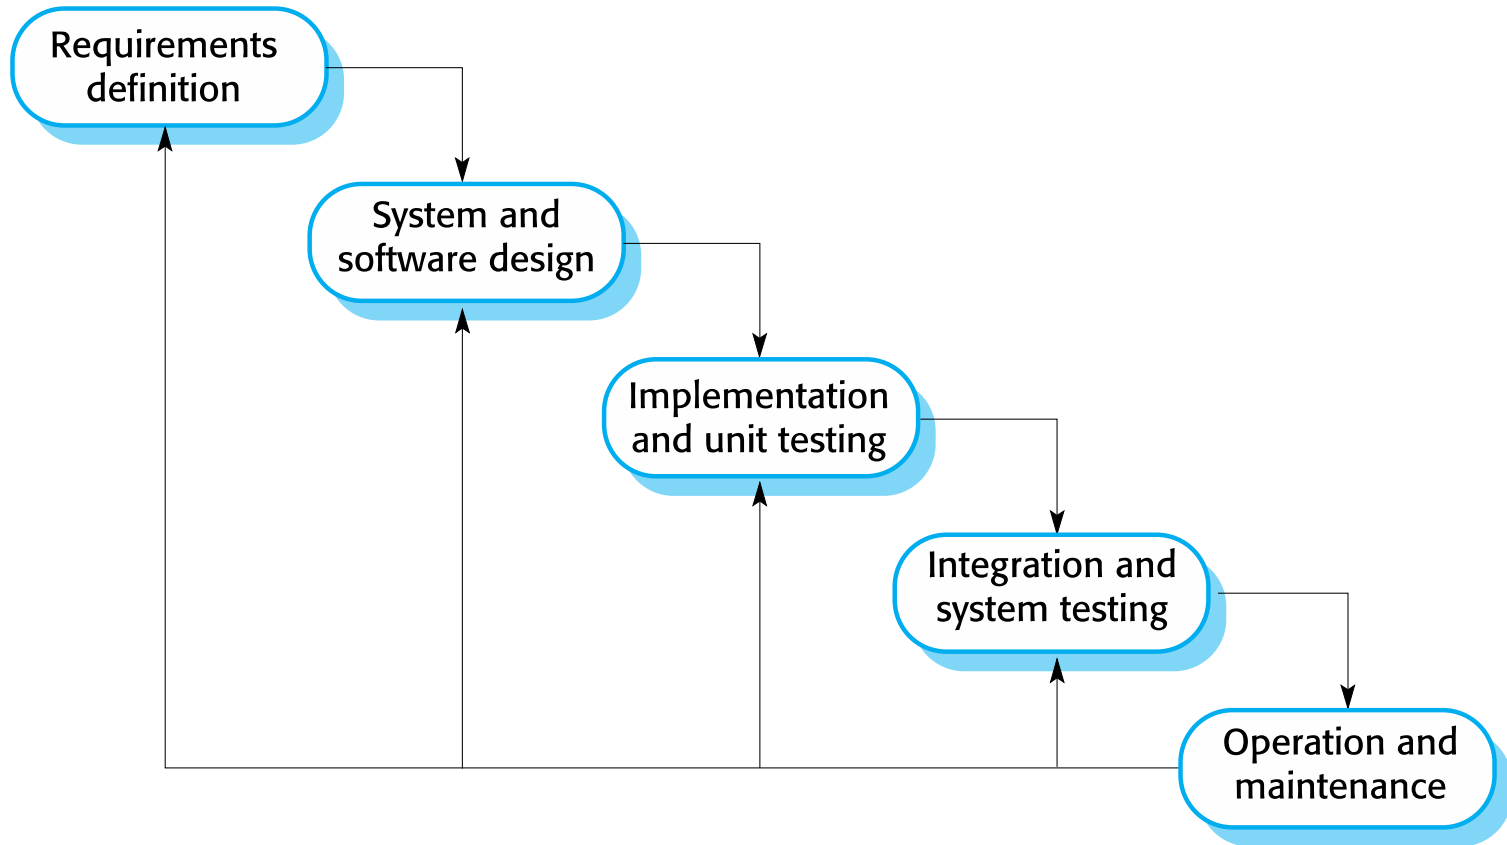 Requirements
definition
System and
software design
Implementation
and unit testing
Integration and
system testing
Operation and
maintenance